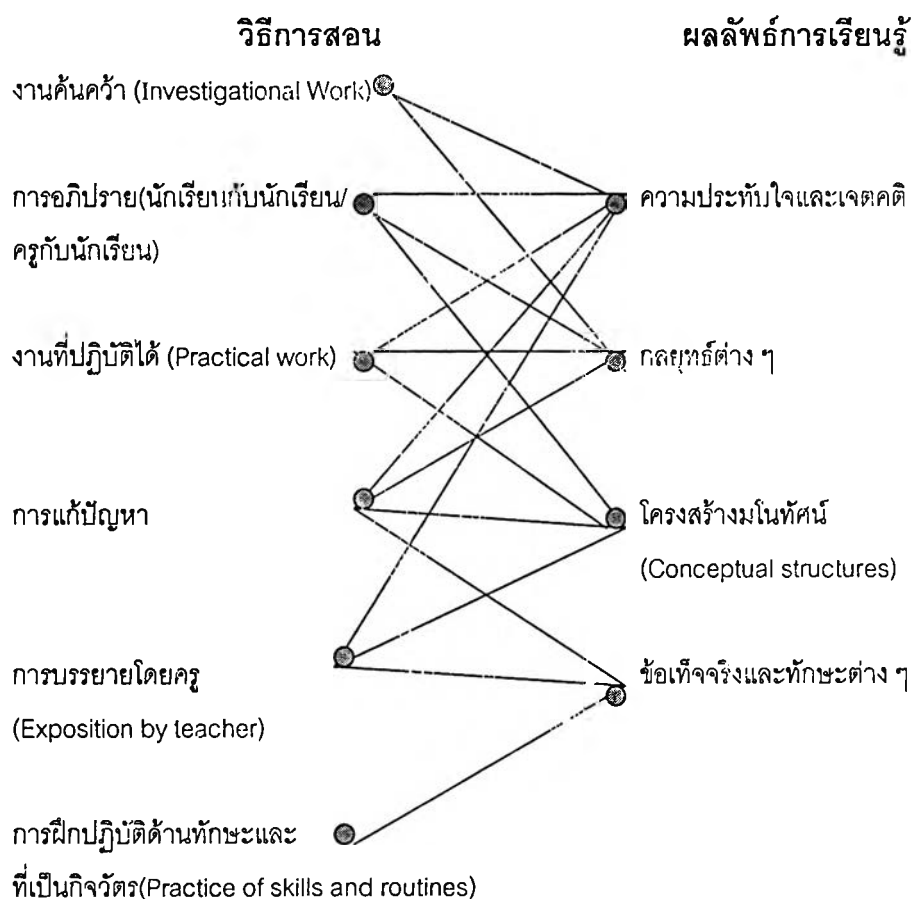 วิธีการสอน
ผลลัพธ์การเรียนรู้
งานค้นคว้า (Investigational Work)
การอภิปราย(นักเรียนกับนักเรียน/
ครูกับนักเรียน)
ความประทับใจและเจตคติ
งานที่ปฏิบัติได้ (Practical work)
กลยุทธ์ต่าง ๆ
การแก้ปัญหา
โครงสร้างมโนทัศน์
(Conceptual structures)
การบรรยายโดยครู
(Exposition by teacher)
ข้อเท็จจริงและทักษะต่าง ๆ
การฝึกปฏิบัติด้านทักษะและ
ที่เป็นกิจวัตร(Practice of skills and routines)